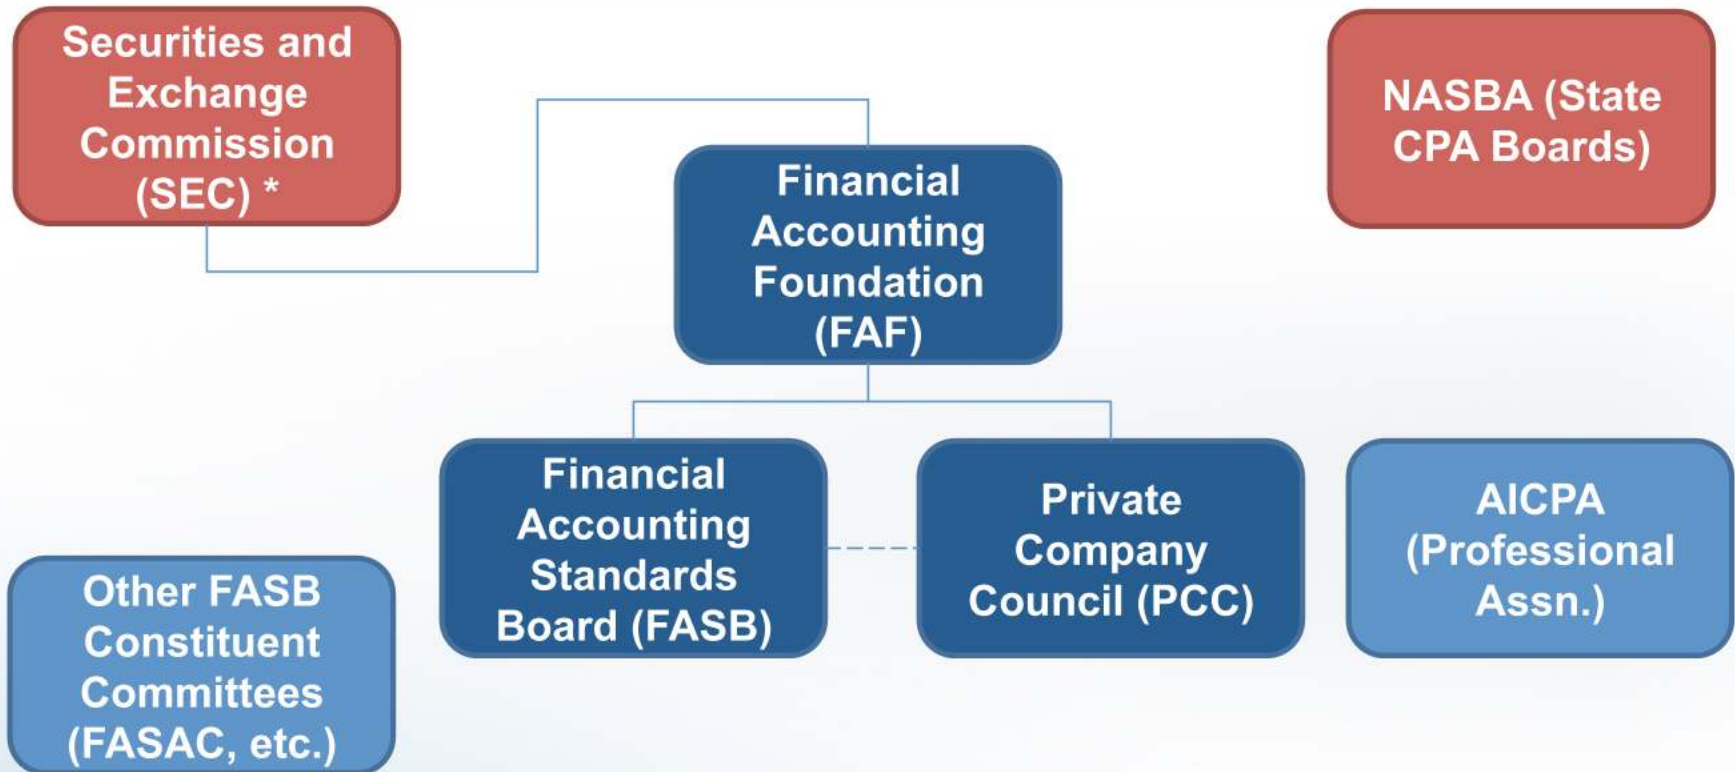 Securities and
Exchange
Commission
(SEC) *
NASBA (State
CPA Boards)
Financial
Accounting
Foundation
(FAF)
Financial
Accounting
Standards
Board (FASB)
Private
Company
Council (PCC)
AICPA
(Professional
Assn.)
Other FASB
Constituent
Committees
(FASAC, etc.)